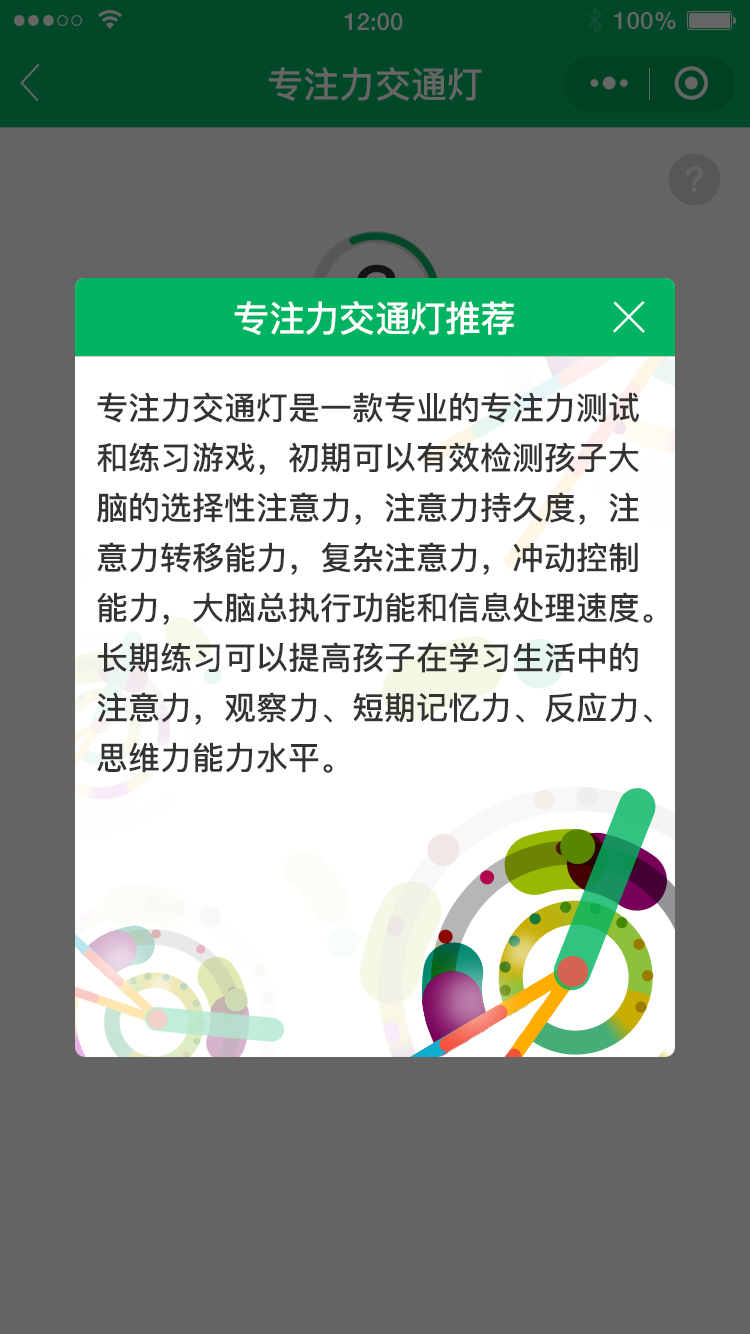 12:00
100%
专注力交通灯
?
专注力交通灯推荐
专注力交通灯是一款专业的专注力测试
和练习游戏，初期可以有效检测孩子大
脑的选择性注意力，注意力持久度，注
意力转移能力，复杂注意力，冲动控制
能力，大脑总执行功能和信息处理速度。
长期练习可以提高孩子在学习生活中的
注意力，观察力、短期记忆力、反应力、
思维力能力水平。